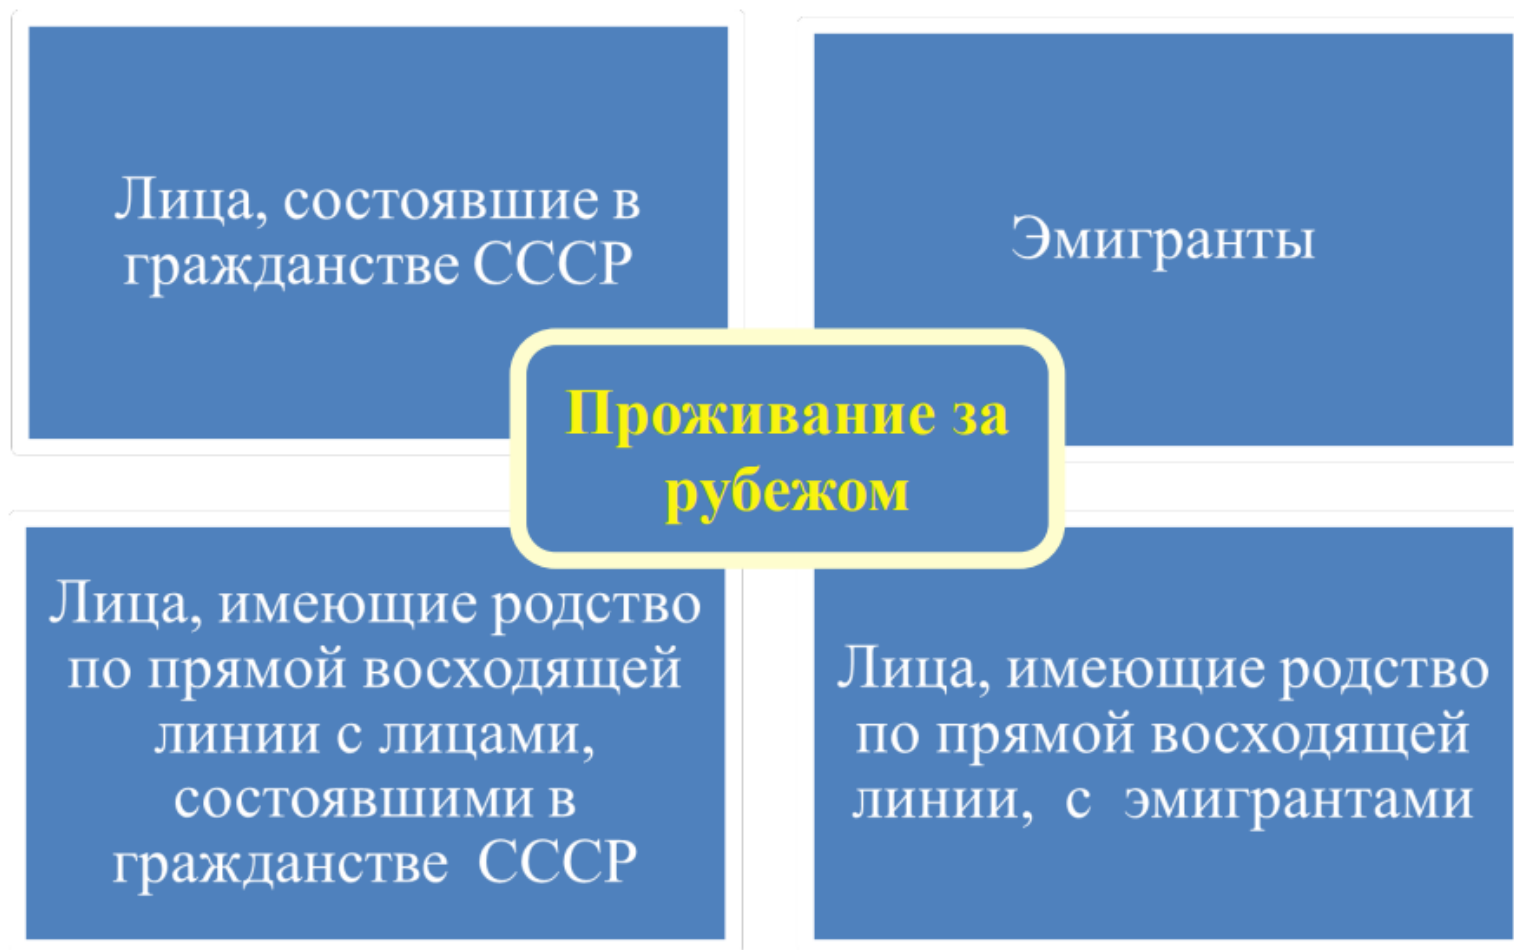 Лица, состоявшие в
гражданстве СССР
Эмигранты
Проживание за
рубежом
Лица, имеющие родство
по прямой восходящей
линии с лицами,
состоявшими в
гражданстве СССР
Лица, имеющие родство
по прямой восходящей
линии, с эмигрантами